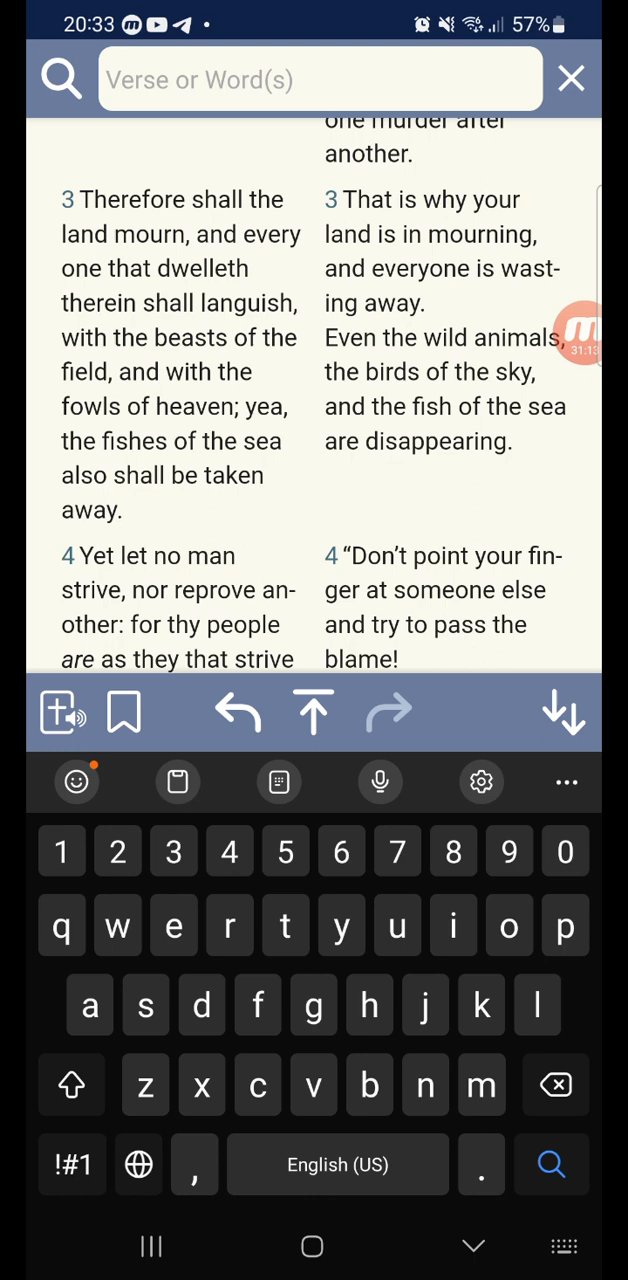 20:33
57%
Verse or Word(s)
one murder after
another.
3 Therefore shall the
land mourn, and every
one that dwelleth
therein shall languish,
with the beasts of the
field, and with the
fowls of heaven; yea,
the fishes of the sea
also shall be taken
away.
3 That is why your
land is in mourning,
and everyone is wast-
ing away.
Even the wild animals,
the birds of the sky,
and the fish of the sea
are disappearing.
31:13
4 Yet let no man
strive, nor reprove an-
other: for thy people
are as they that strive
4 “Don’t point your fin-
ger at someone else
and try to pass the
blame!
1 2 3 4 5 6 7 8 9 0
q w e r t y u i o p
a s d f g h j k l
z x c v b n m
!#1 , English (US) .